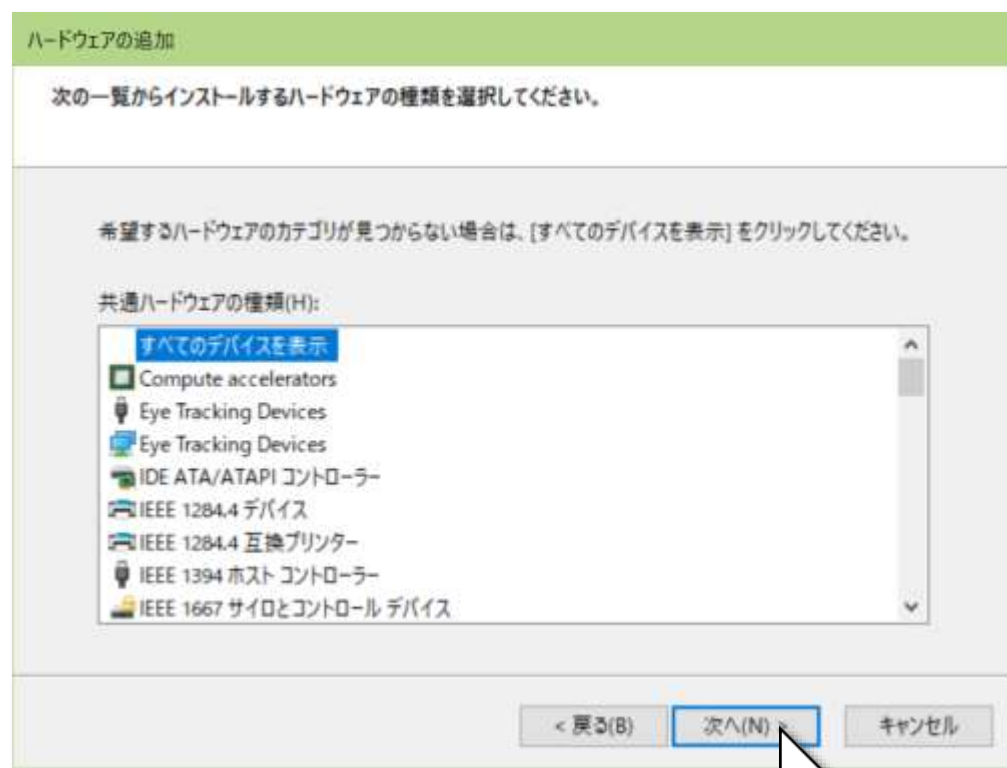 ハードウェアの追加
次の一覧からインストールするハードウェアの種類を選択してください。
希望するハードウェアのカテゴリが見つからない場合は、[すべてのデバイスを表示] をクリックしてください。
共通ハードウェアの種類(H):
すべてのデバイスを表示
Compute accelerators
Eye Tracking Devices
Eye Tracking Devices
IDE ATA/ATAPI コントローラー
IEEE 1284.4 デバイス
IEEE 1284.4 互換プリンター
IEEE 1394 ホスト コントローラー
IEEE 1667 サイロとコントロール デバイス
< 戻る(B) 次へ(N) > キャンセル